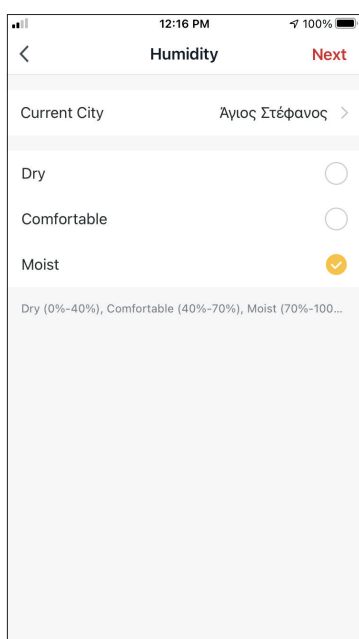 12:16 PM 100%
Humidity Next
Current City Άγιος Στέφανος
Dry
Comfortable
Moist
Dry (0%-40%), Comfortable (40%-70%), Moist (70%-100...